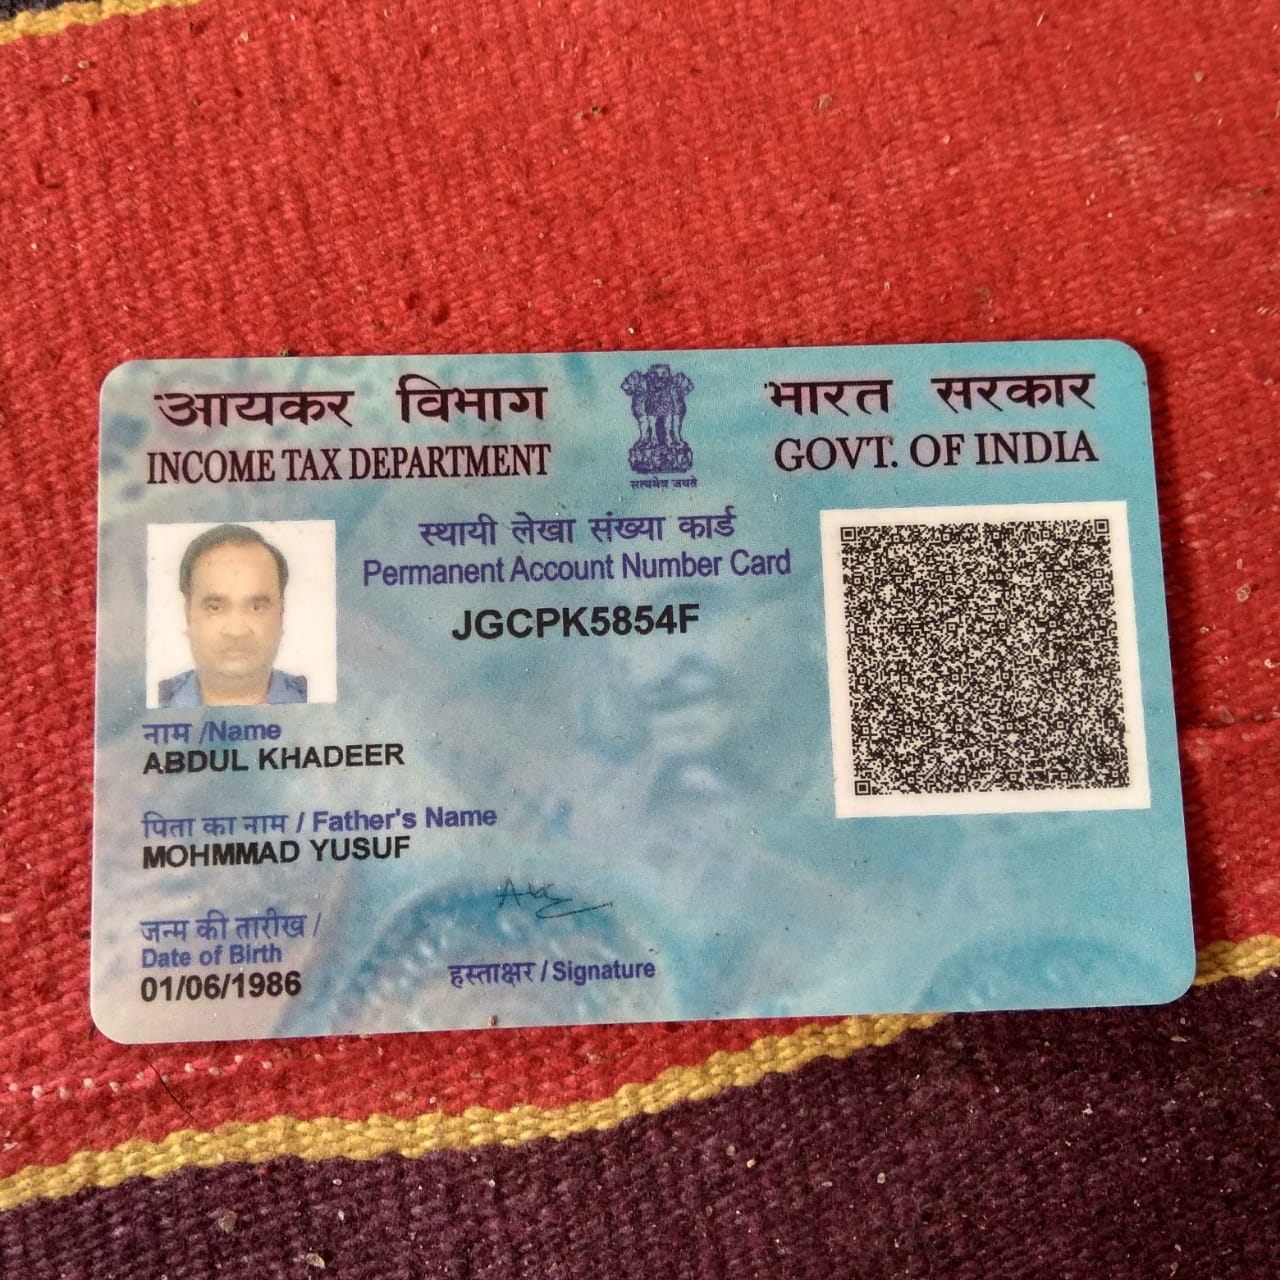 आयकर विभाग
INCOME TAX DEPARTMENT
सत्यमेव जयते
भारत सरकार
GOVT. OF INDIA
स्थायी लेखा संख्या कार्ड
Permanent Account Number Card
JGCPK5854F
नाम /Name
ABDUL KHADEER
पिता का नाम / Father's Name
MOHMMAD YUSUF
जन्म की तारीख /
Date of Birth
01/06/1986
हस्ताक्षर / Signature